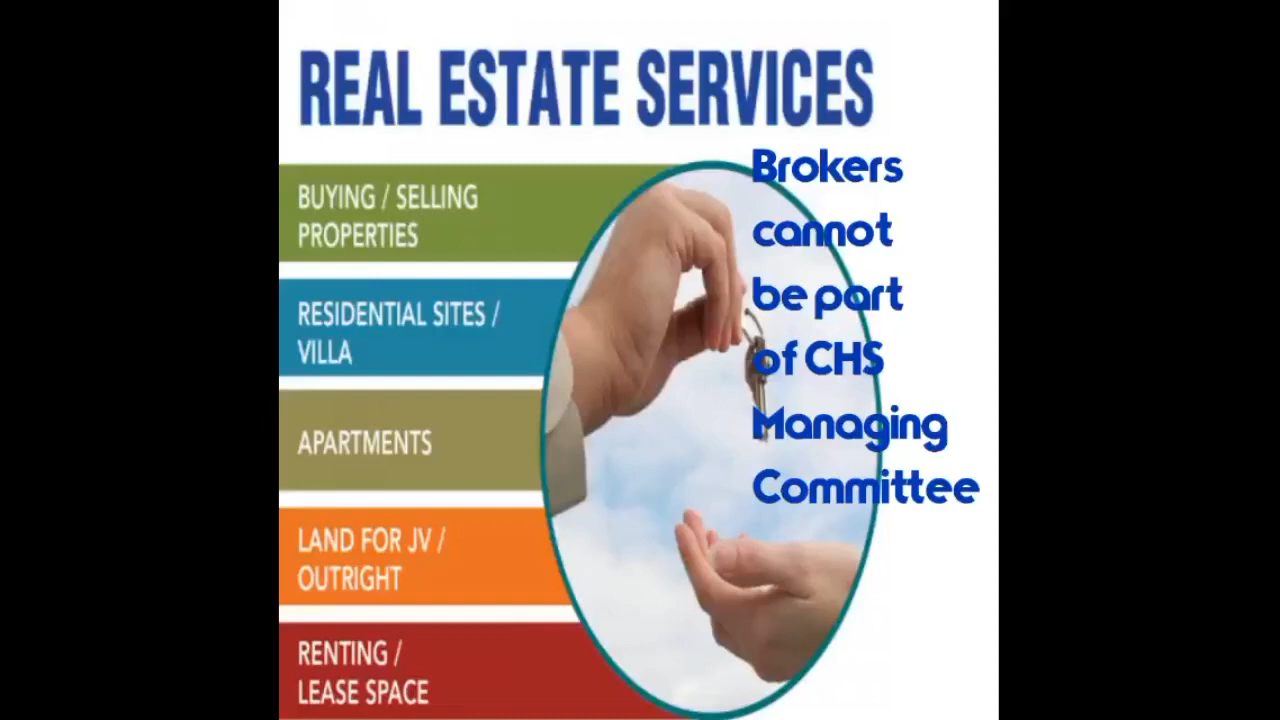 REAL ESTATE SERVICES
BUYING / SELLING
PROPERTIES
RESIDENTIAL SITES /
VILLA
APARTMENTS
LAND FOR JV /
OUTRIGHT
RENTING /
LEASE SPACE
Brokers
cannot
be part
of CHS
Managing
Committee